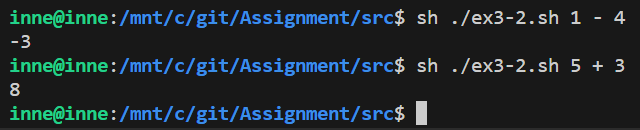 inne@inne:/mnt/c/git/Assignment/src$ sh ./ex3-2.sh 1 - 4
-3
inne@inne:/mnt/c/git/Assignment/src$ sh ./ex3-2.sh 5 + 3
8
inne@inne:/mnt/c/git/Assignment/src$